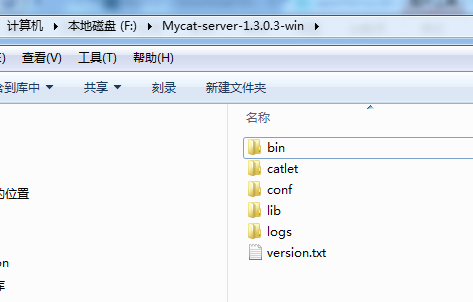 计算机 ▸ 本地磁盘 (F:) ▸ Mycat-server-1.3.0.3-win ▸
E) 查看(V) 工具(T) 帮助(H)
含到库中 共享 刻录 新建文件夹
名称
bin
catlet
的位置
conf
lib
logs
version.txt
on
库